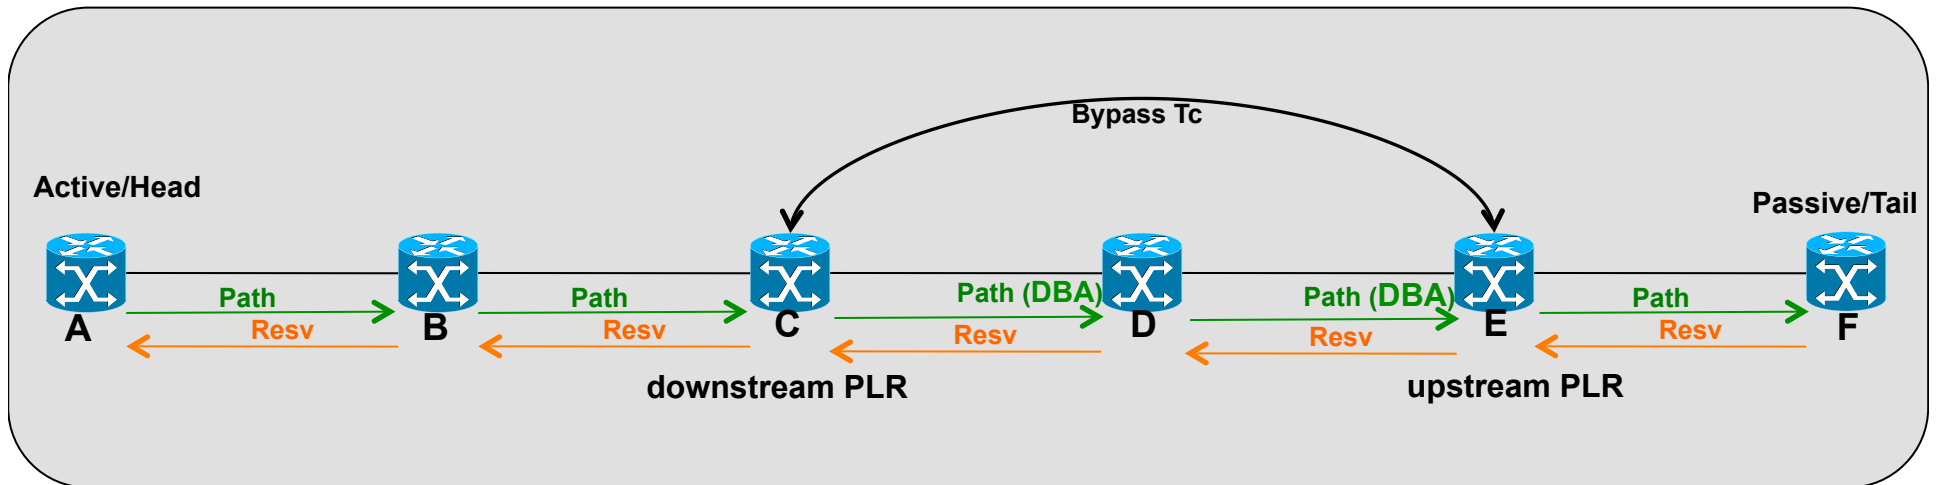 Bypass Tc
Active/Head
Passive/Tail
Path
Path
Path (DBA)
Path (DBA)
Path
A
B
C
D
E
F
Resv
Resv
Resv
Resv
Resv
downstream PLR
upstream PLR